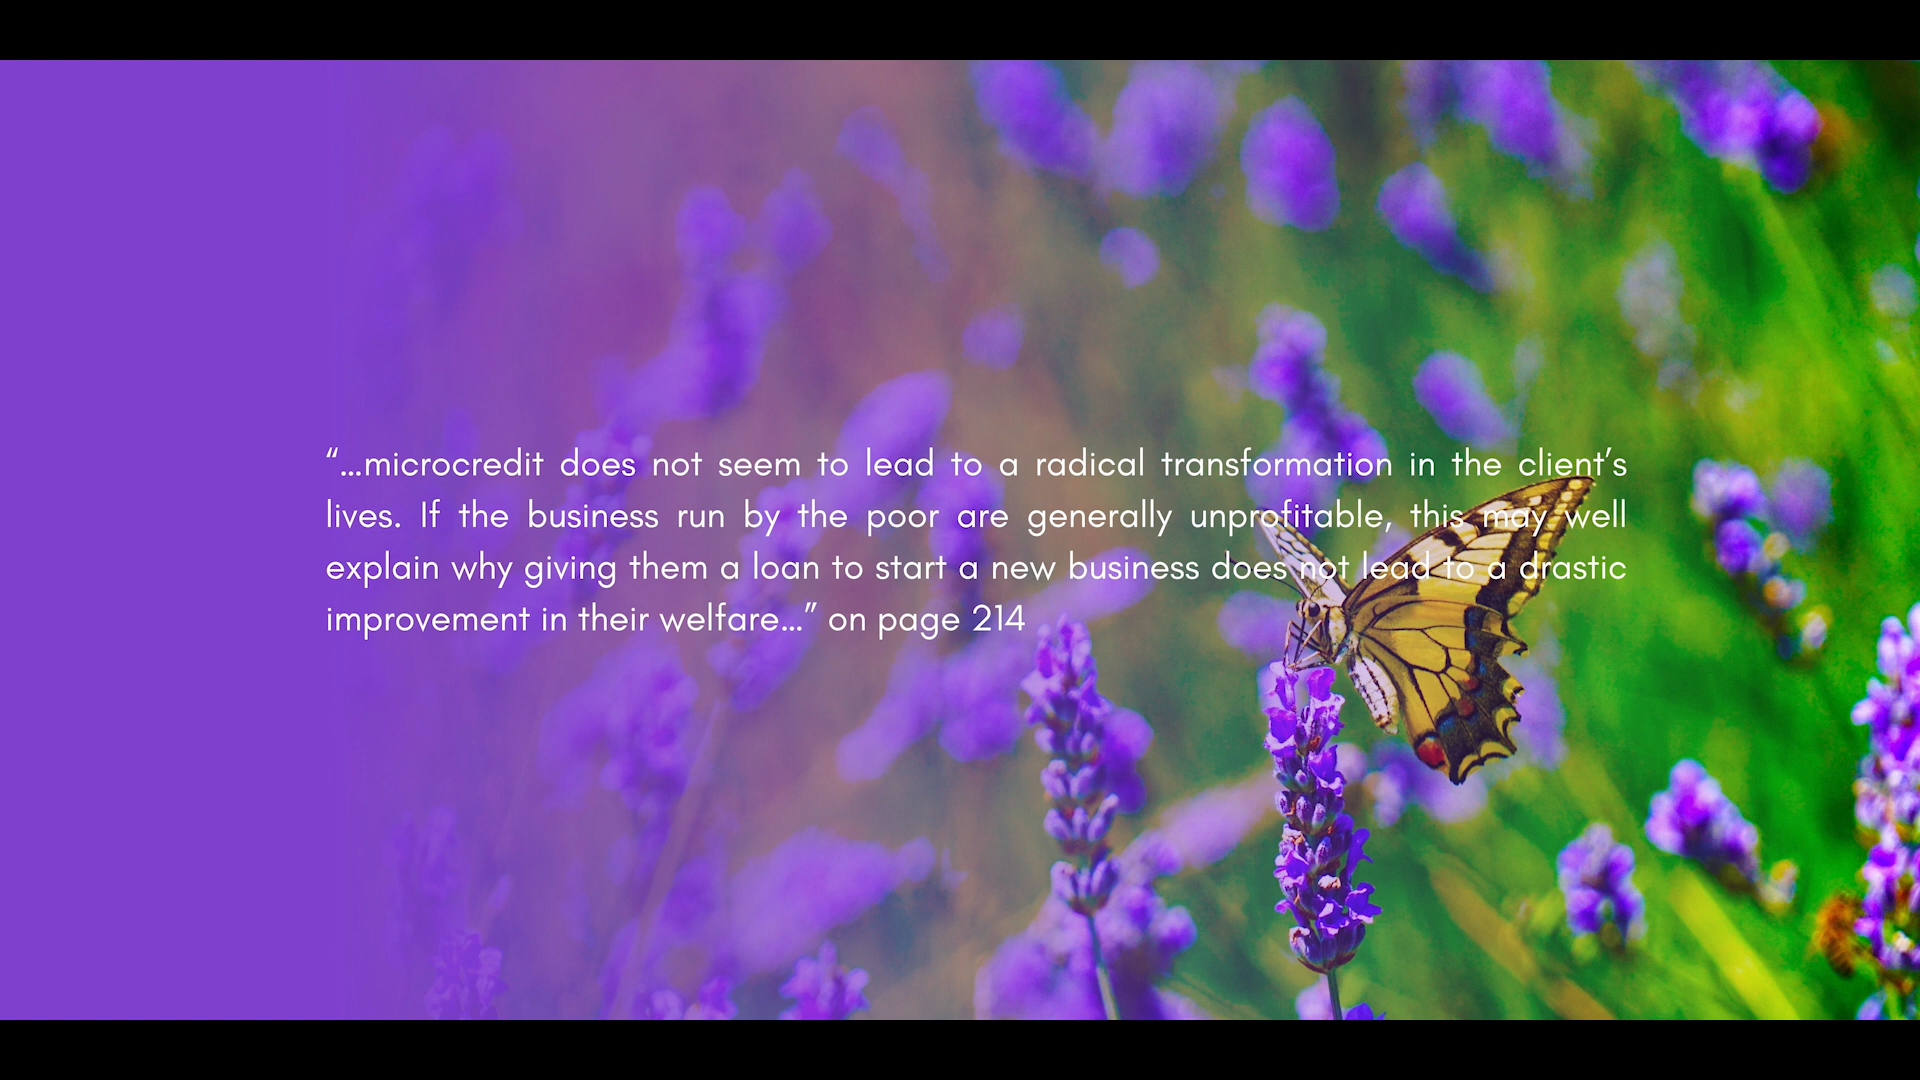 “...microcredit does not seem to lead to a radical transformation in the client’s
lives. If the business run by the poor are generally unprofitable, this may well
explain why giving them a loan to start a new business does not lead to a drastic
improvement in their welfare...” on page 214